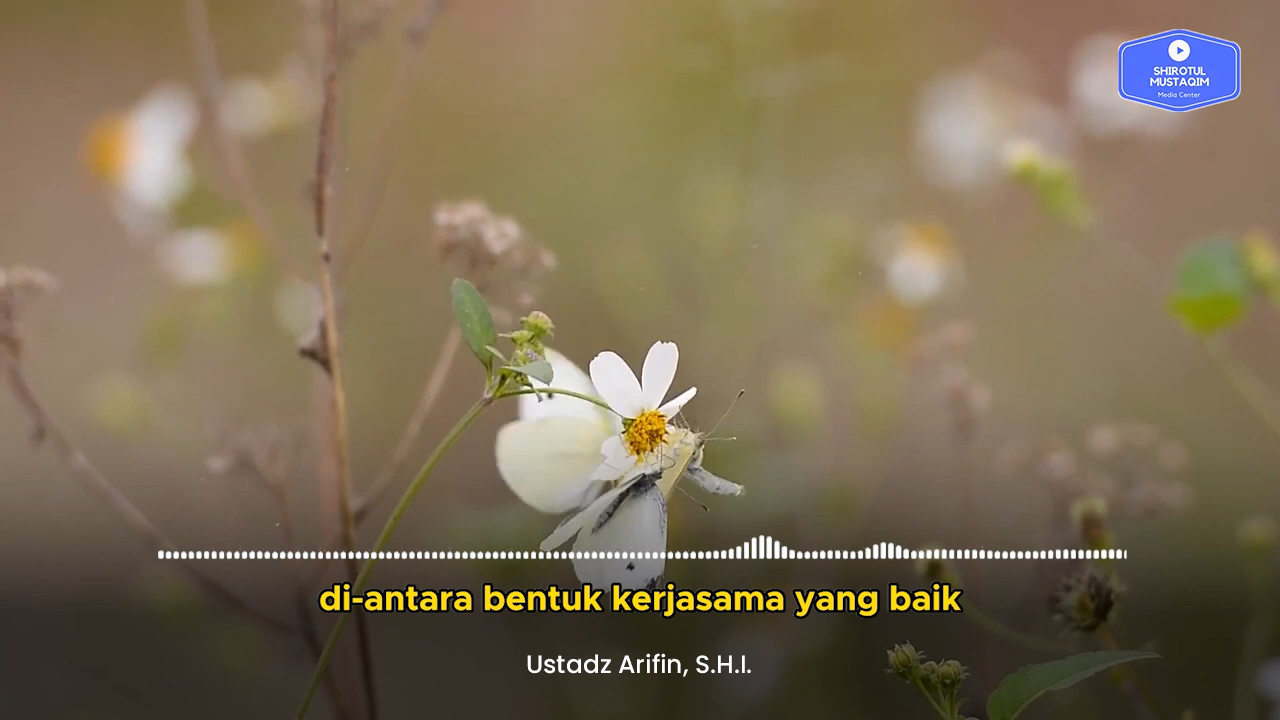 SHIROTUL
MUSTAQIM
Media Center
di-antara bentuk kerjasama yang baik
Ustadz Arifin, S.H.I.